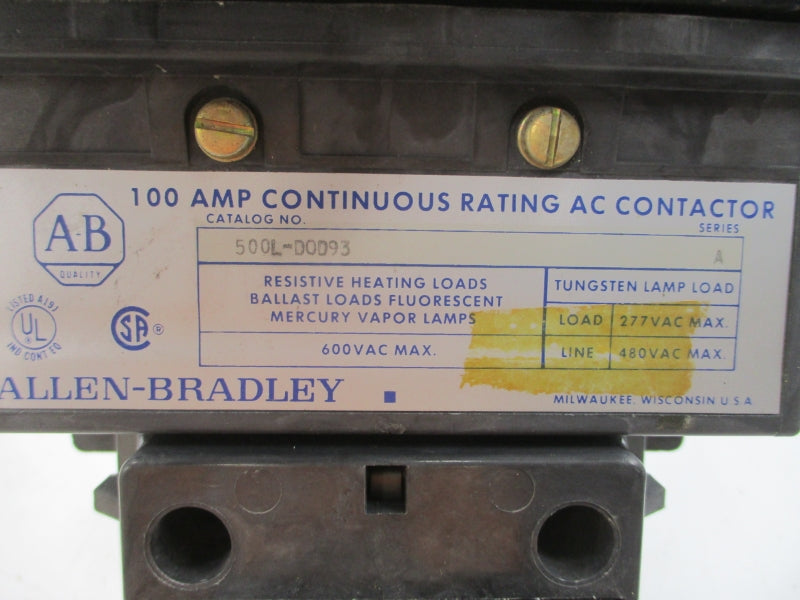 100 AMP CONTINUOUS RATING AC CONTACTOR
CATALOG NO.
SERIES
A-B
QUALITY
500L-DOD93
A
RESISTIVE HEATING LOADS
BALLAST LOADS FLUORESCENT
MERCURY VAPOR LAMPS
600VAC MAX.
TUNGSTEN LAMP LOAD
LOAD 277VAC MAX.
LINE 480VAC MAX.
LISTED A197
UL
®
IND.CONT.EQ
SA ®
ALLEN-BRADLEY
MILWAUKEE, WISCONSIN U.S.A.